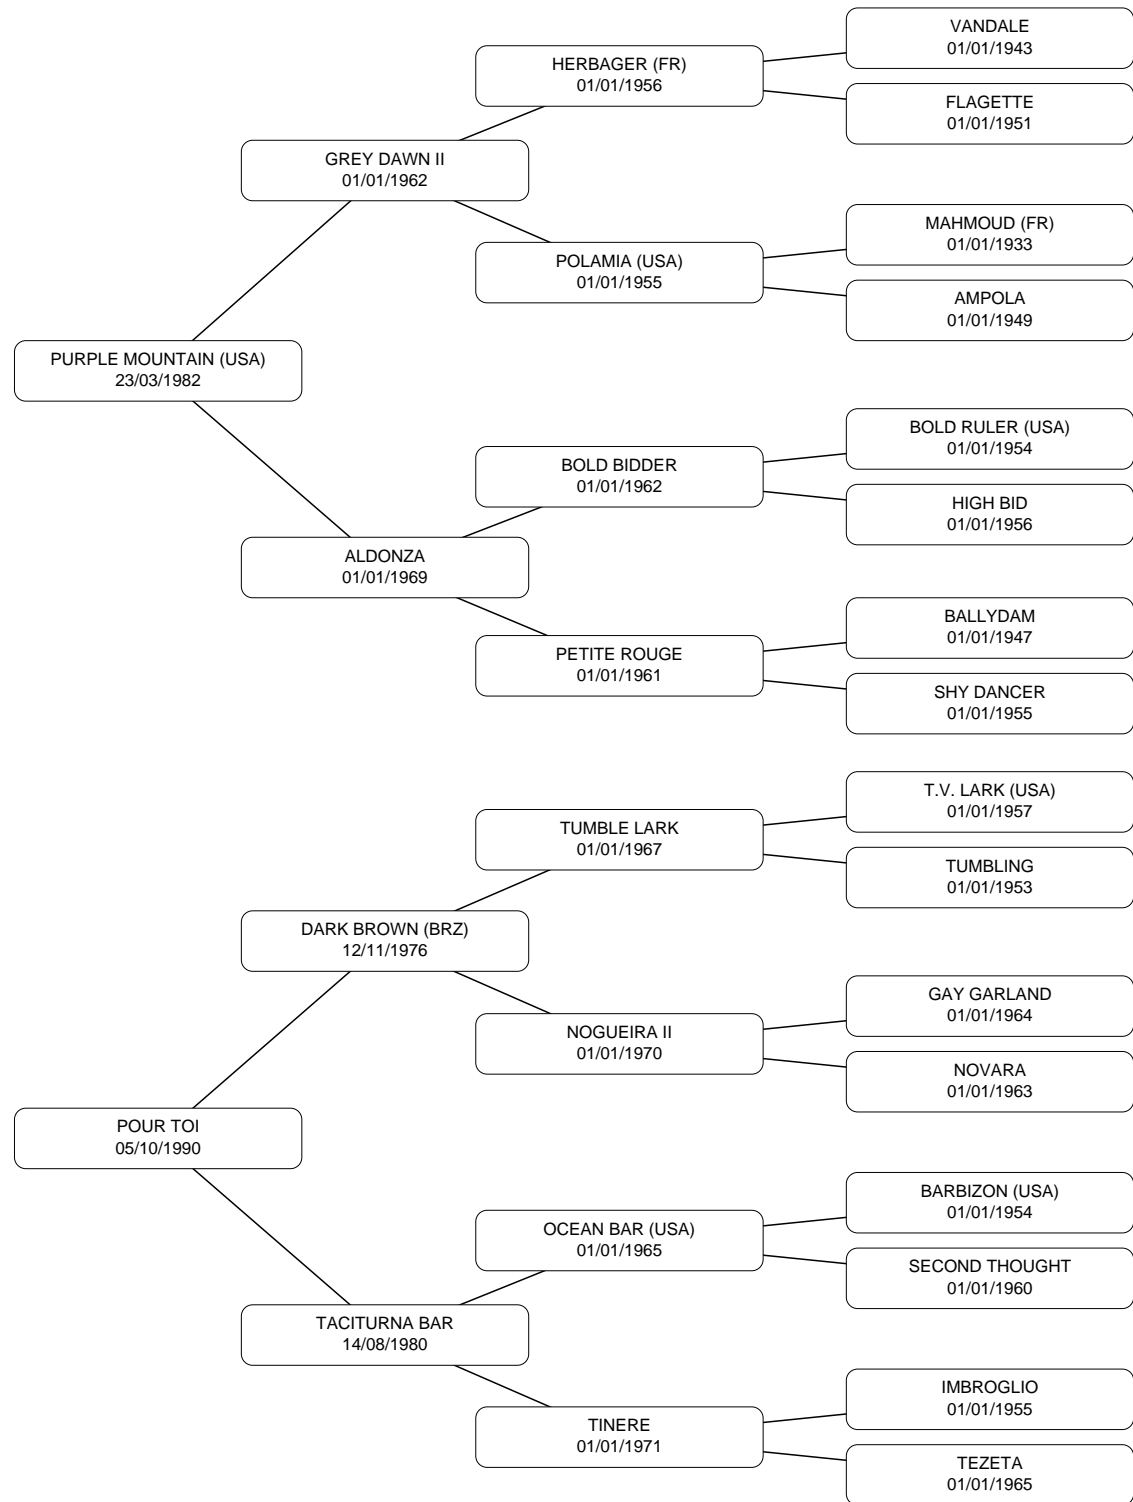 VANDALE
01/01/1943
HERBAGER (FR)
01/01/1956
FLAGETTE
01/01/1951
GREY DAWN II
01/01/1962
MAHMOUD (FR)
01/01/1933
POLAMIA (USA)
01/01/1955
AMPOLA
01/01/1949
PURPLE MOUNTAIN (USA)
23/03/1982
BOLD RULER (USA)
01/01/1954
BOLD BIDDER
01/01/1962
HIGH BID
01/01/1956
ALDONZA
01/01/1969
BALLYDAM
01/01/1947
PETITE ROUGE
01/01/1961
SHY DANCER
01/01/1955
T.V. LARK (USA)
01/01/1957
TUMBLE LARK
01/01/1967
TUMBLING
01/01/1953
DARK BROWN (BRZ)
12/11/1976
GAY GARLAND
01/01/1964
NOGUEIRA II
01/01/1970
NOVARA
01/01/1963
POUR TOI
05/10/1990
BARBIZON (USA)
01/01/1954
OCEAN BAR (USA)
01/01/1965
SECOND THOUGHT
01/01/1960
TACITURNA BAR
14/08/1980
IMBROGLIO
01/01/1955
TINERE
01/01/1971
TEZETA
01/01/1965